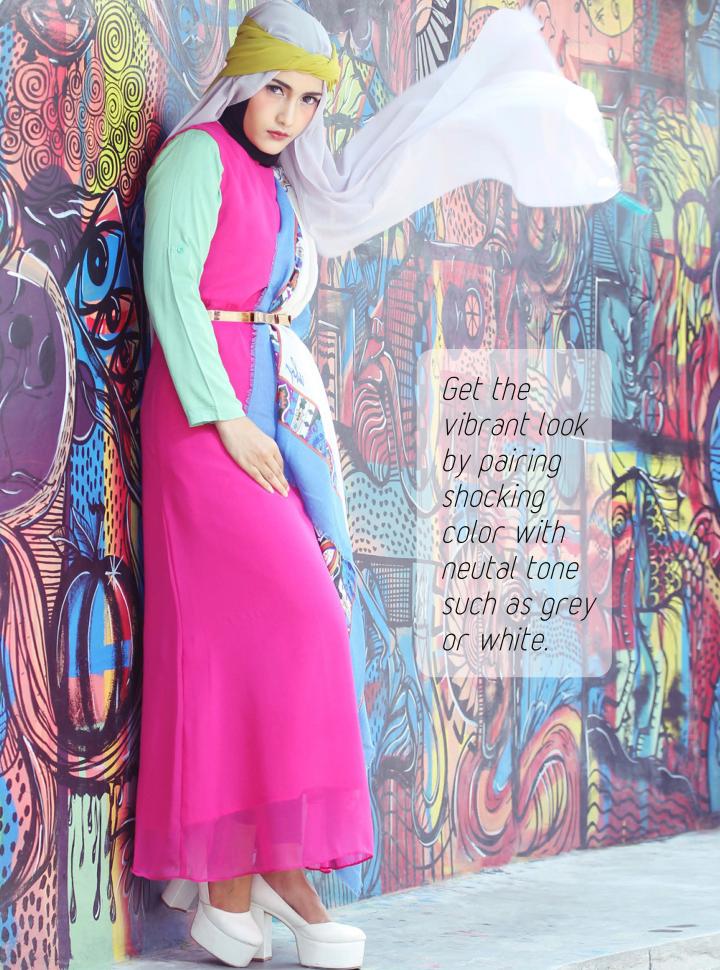 Get the
vibrant look
by pairing
shocking
color with
neutal tone
such as grey
or white.